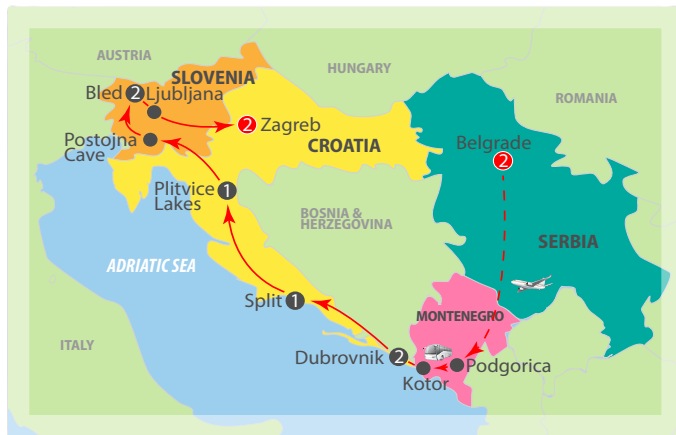 AUSTRIA
HUNGARY
SLOVENIA
ROMANIA
Bled 2 Ljubljana
2 Zagreb
Postojna
Cave
CROATIA
Belgrade
2
Plitvice
Lakes
1
BOSNIA &
HERZEGOVINA
SERBIA
ADRIATIC SEA
Split 1
MONTENEGRO
ITALY
Dubrovnik 2
Podgorica
Kotor